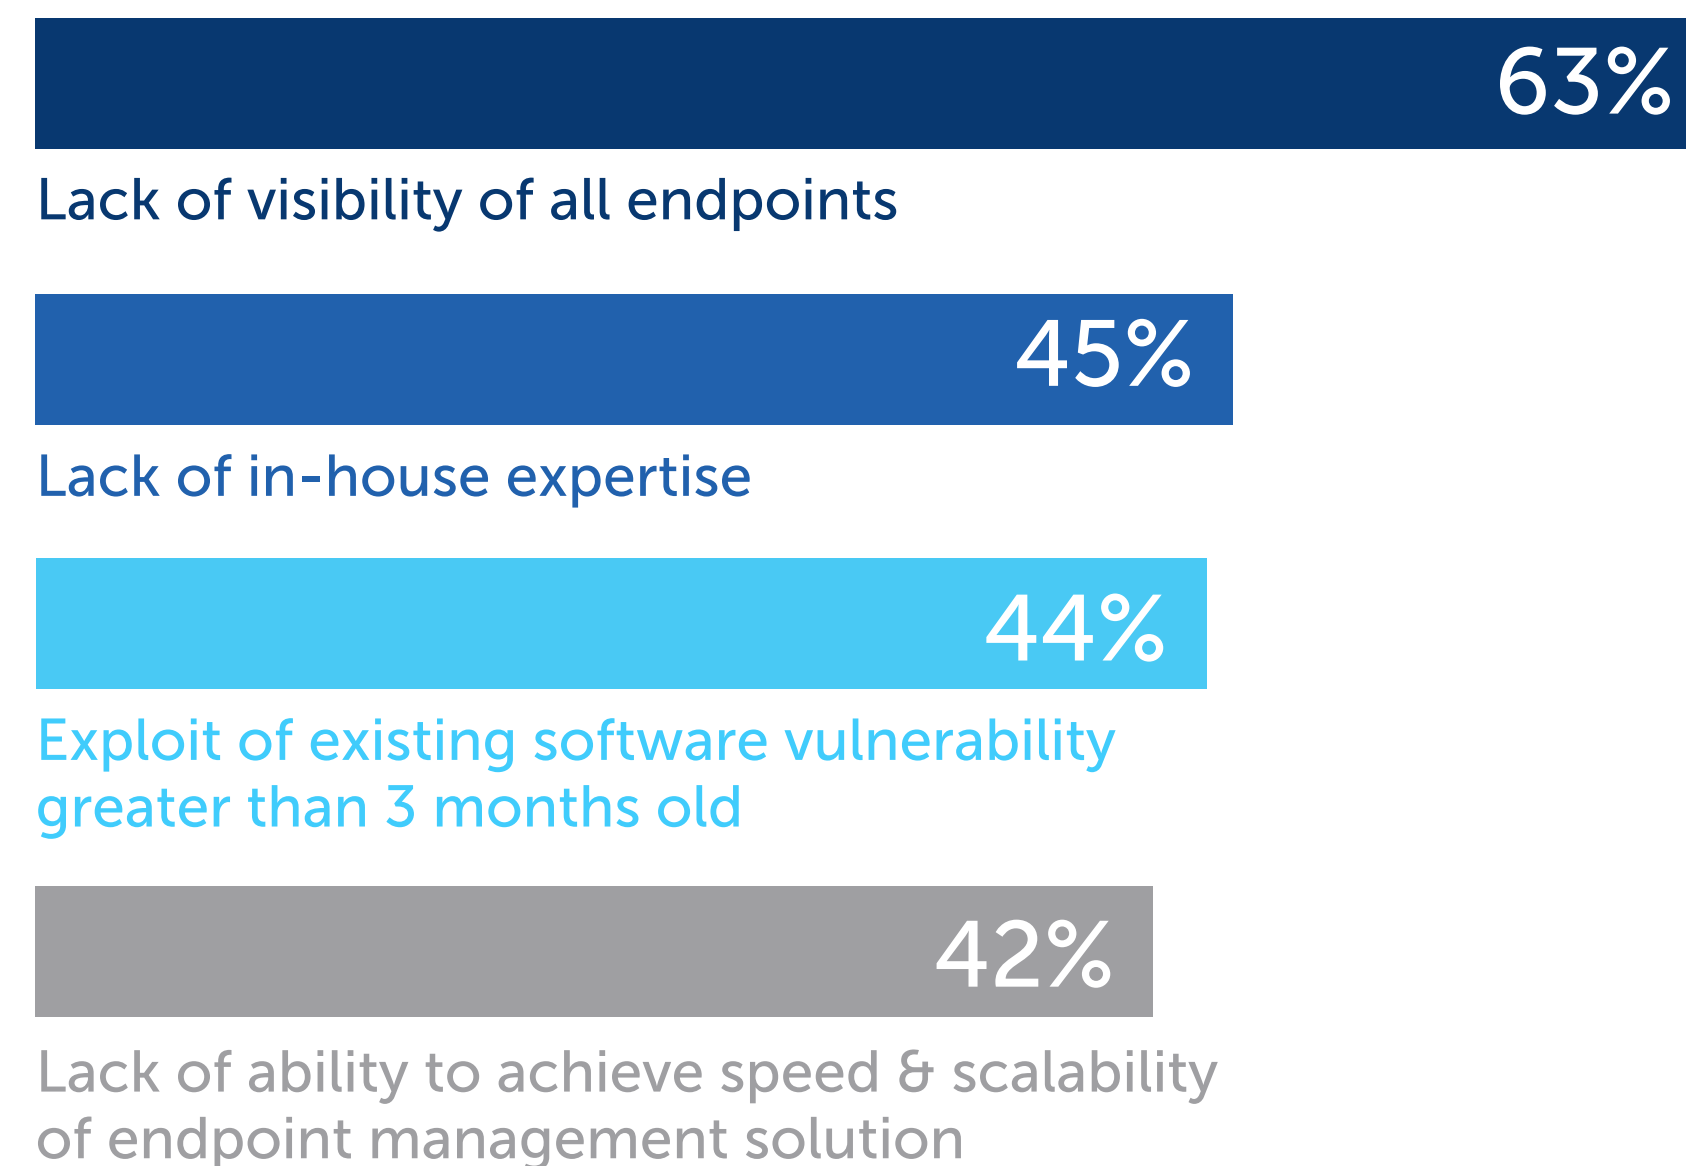 63%
Lack of visibility of all endpoints
45%
Lack of in-house expertise
44%
Exploit of existing software vulnerability
greater than 3 months old
42%
Lack of ability to achieve speed & scalability
of endpoint management solution